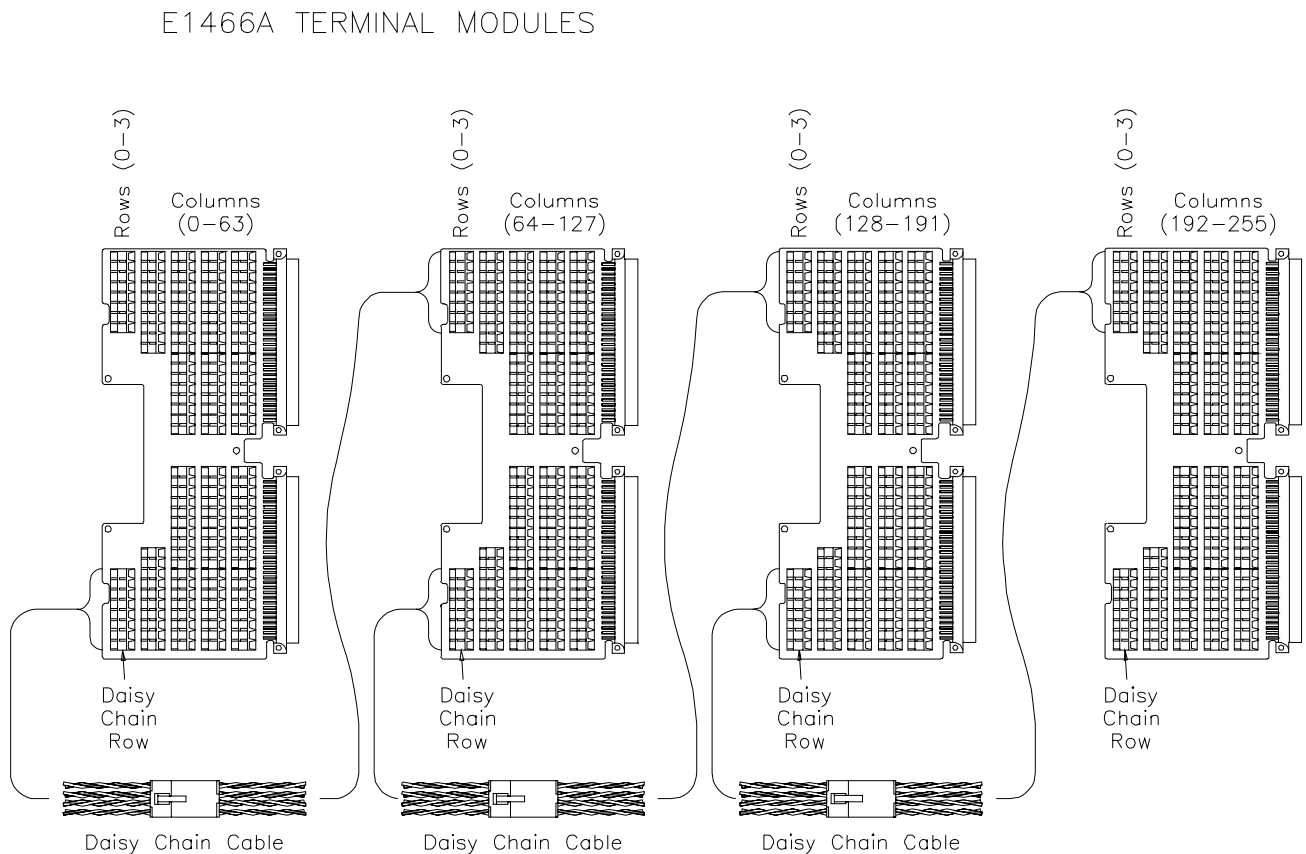 E1466A TERMINAL MODULES
Rows (0-3)
Columns
(0-63)
Rows (0-3)
Columns
(64-127)
Rows (0-3)
Columns
(128-191)
Rows (0-3)
Columns
(192-255)
Daisy
Chain
Row
Daisy
Chain
Row
Daisy
Chain
Row
Daisy
Chain
Row
Daisy Chain Cable
Daisy Chain Cable
Daisy Chain Cable